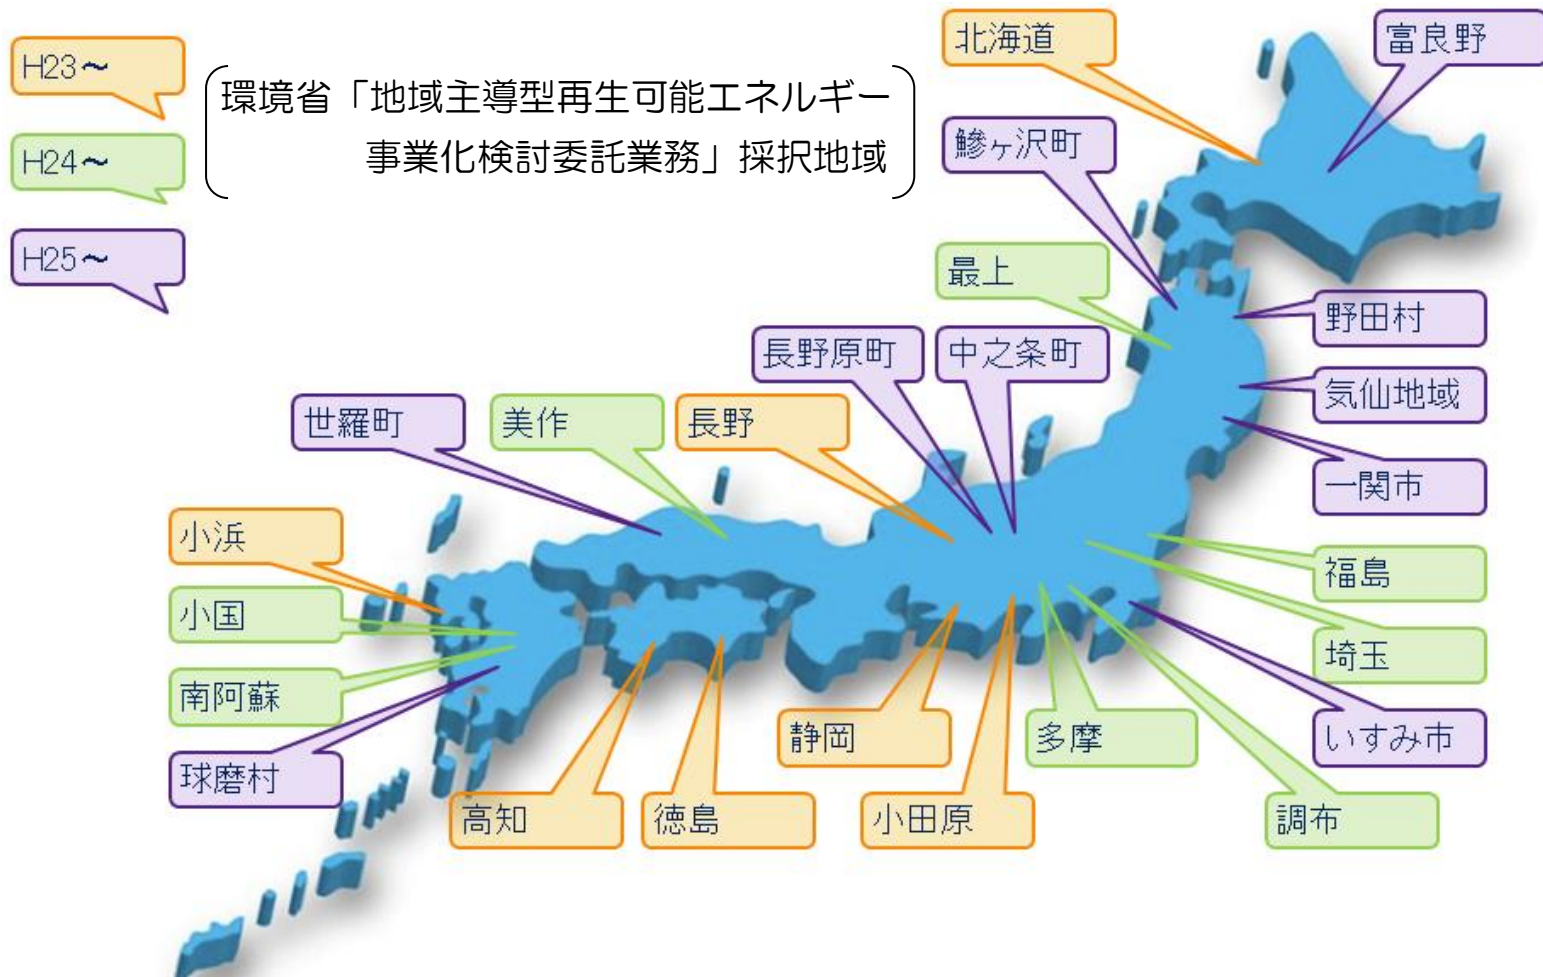 H23～
環境省「地域主導型再生可能エネルギー
事業化検討委託業務」採択地域
H24～
H25～
北海道
富良野
鰺ヶ沢町
最上
野田村
長野原町
中之条町
気仙地域
世羅町
美作
長野
一関市
小浜
福島
小国
埼玉
南阿蘇
静岡
多摩
いすみ市
球磨村
高知
徳島
小田原
調布